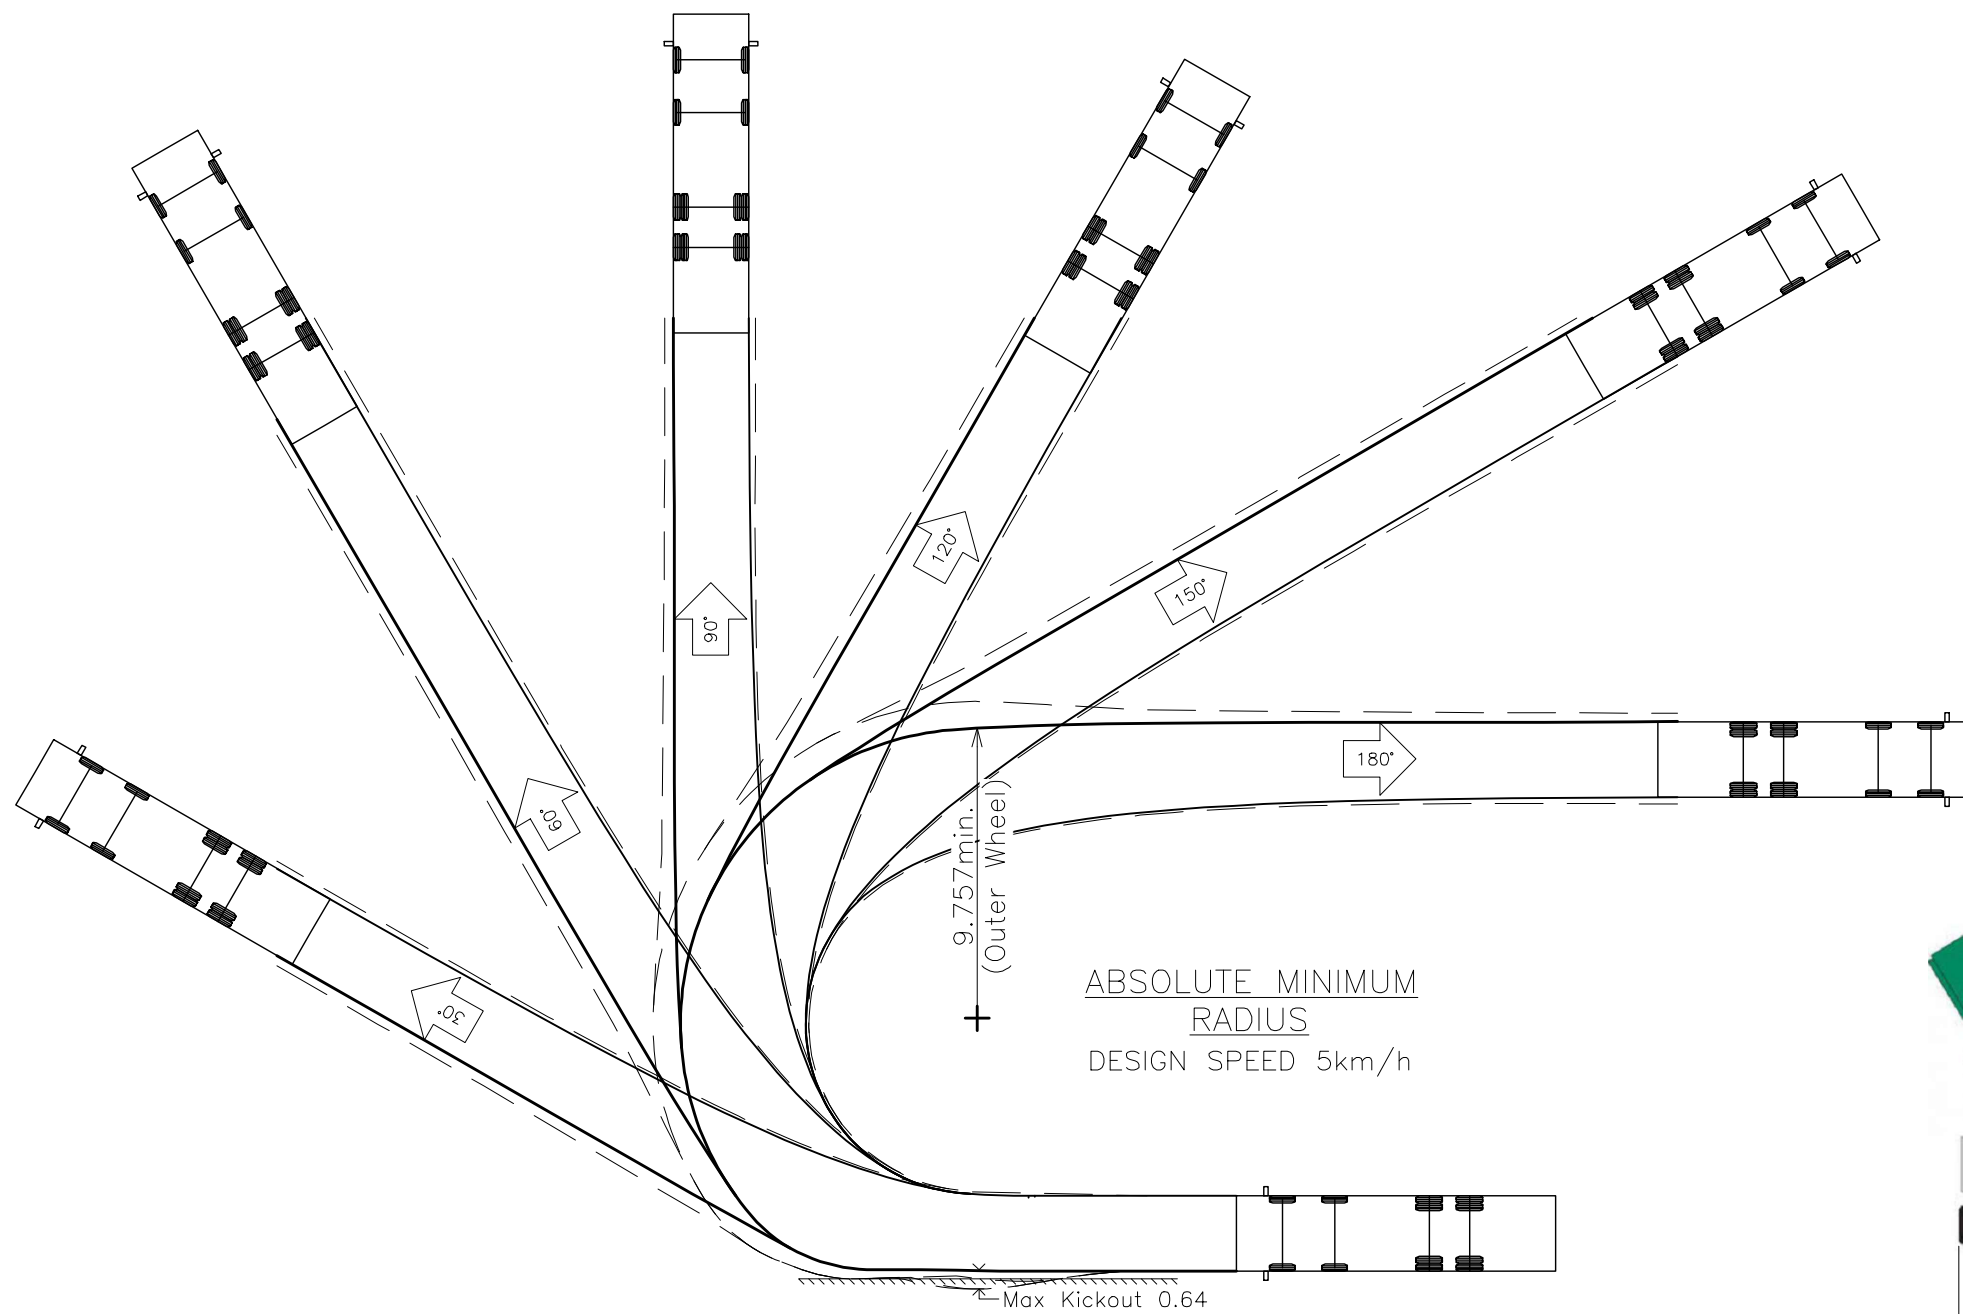 120°
150°
90°
180°
60°
30°
9.757min.
(Outer Wheel)
ABSOLUTE MINIMUM
RADIUS
DESIGN SPEED 5km/h
Max Kickout 0.64